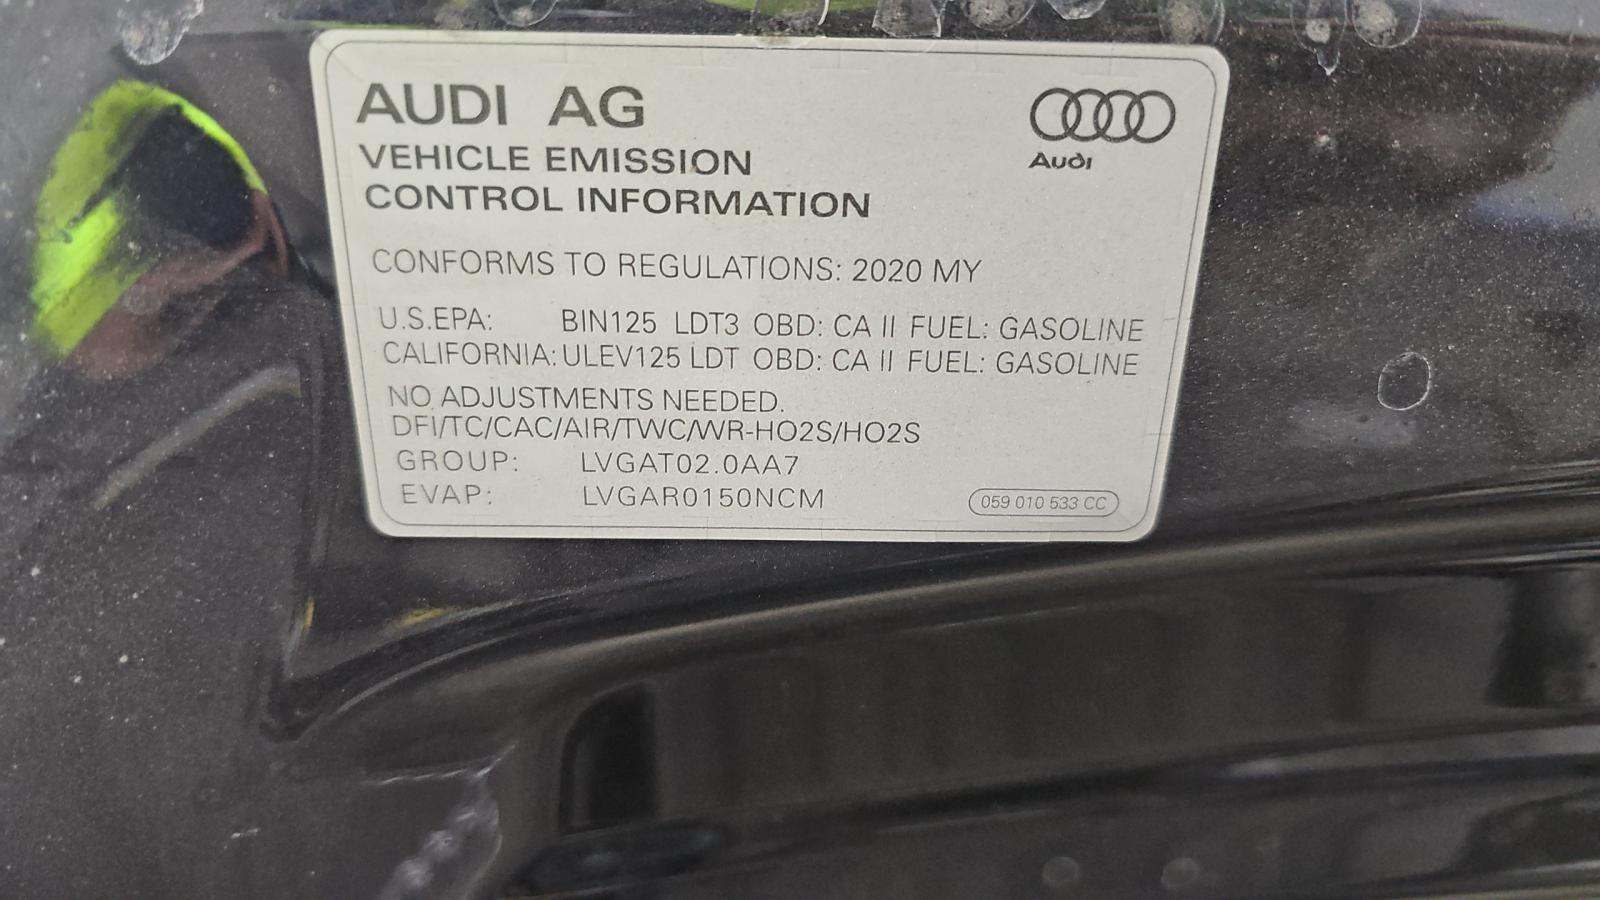 AUDI AG
Audi
VEHICLE EMISSION
CONTROL INFORMATION
CONFORMS TO REGULATIONS: 2020 MY
U.S.EPA: BIN125 LDT3 OBD: CA II FUEL: GASOLINE
CALIFORNIA: ULEV125 LDT OBD: CA II FUEL: GASOLINE
NO ADJUSTMENTS NEEDED.
DFI/TC/CAC/AIR/TWC/WR-HO2S/HO2S
GROUP: LVGAT02.0AA7
EVAP: LVGAR0150NCM
059 010 533 CC